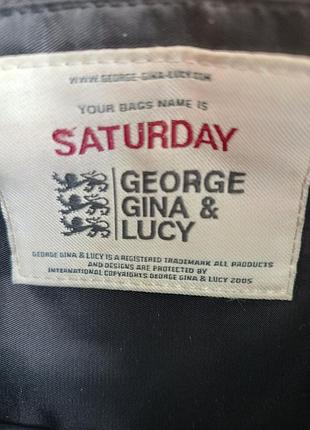 WWW.GEORGE-GINA-LUCY.COM
YOUR BAGS NAME IS
SATURDAY
GEORGE
GINA &
LUCY
GEORGE GINA & LUCY IS A REGISTERED TRADEMARK ALL PRODUCTS
AND DESIGNS ARE PROTECTED BY
INTERNATIONAL COPYRIGHTS GEORGE GINA & LUCY 2005